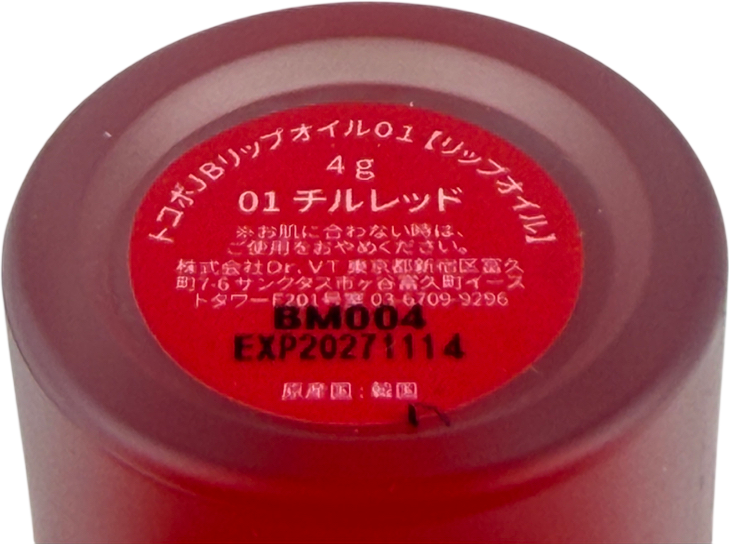 トコボJBリップオイル01【リップオイル】
4g
01 チルレッド
※お肌に合わない時は、
ご使用をおやめください。
株式会社Dr.VT 東京都新宿区富久
町7-6 サンクタス市ヶ谷富久町イース
トタワーF201号室 03-6709-9296
BM004
EXP20271114
原産国:韓国